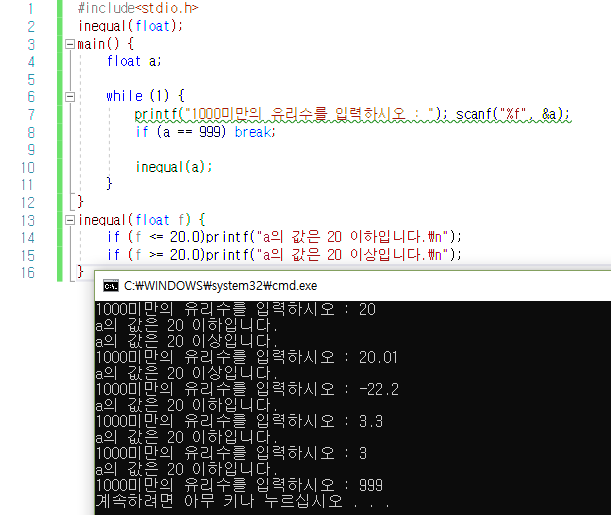 1 #include<stdio.h>
2 inequal(float);
3 main() {
4 float a;
5
6 while (1) {
7 printf("1000미만의 유리수를 입력하시오 : "); scanf("%f", &a);
8 if (a == 999) break;
9
10 inequal(a);
11 }
12 }
13 inequal(float f) {
14 if (f <= 20.0)printf("a의 값은 20 이하입니다.₩n");
15 if (f >= 20.0)printf("a의 값은 20 이상입니다.₩n");
16 }
C:₩WINDOWS₩system32₩cmd.exe
1000미만의 유리수를 입력하시오 : 20
a의 값은 20 이하입니다.
a의 값은 20 이상입니다.
1000미만의 유리수를 입력하시오 : 20.01
a의 값은 20 이상입니다.
1000미만의 유리수를 입력하시오 : -22.2
a의 값은 20 이하입니다.
1000미만의 유리수를 입력하시오 : 3.3
a의 값은 20 이하입니다.
1000미만의 유리수를 입력하시오 : 3
a의 값은 20 이하입니다.
1000미만의 유리수를 입력하시오 : 999
계속하려면 아무 키나 누르십시오 . . .